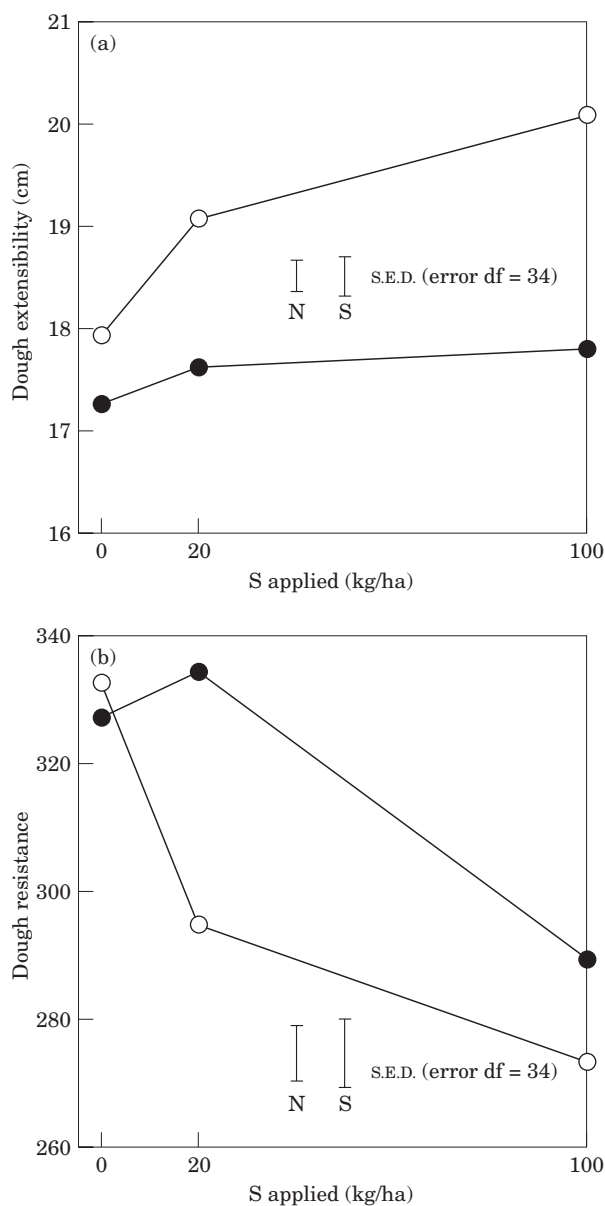 (a)
21
20
19
18
17
16
Dough extensibility (cm)
N S S.E.D. (error df = 34)
0 20 100
S applied (kg/ha)
(b)
340
320
300
280
260
Dough resistance
N S S.E.D. (error df = 34)
0 20 100
S applied (kg/ha)